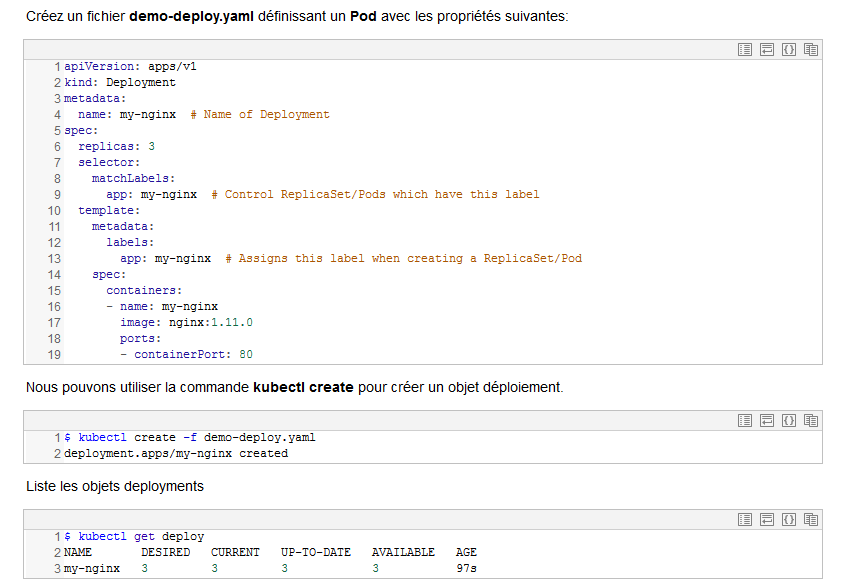 Créez un fichier demo-deploy.yaml définissant un Pod avec les propriétés suivantes:
1 apiVersion: apps/v1
2 kind: Deployment
3 metadata:
4   name: my-nginx  # Name of Deployment
5 spec:
6   replicas: 3
7   selector:
8     matchLabels:
9       app: my-nginx  # Control ReplicaSet/Pods which have this label
10   template:
11     metadata:
12       labels:
13         app: my-nginx  # Assigns this label when creating a ReplicaSet/Pod
14     spec:
15       containers:
16       - name: my-nginx
17         image: nginx:1.11.0
18         ports:
19         - containerPort: 80
Nous pouvons utiliser la commande kubectl create pour créer un objet déploiement.
1 $ kubectl create -f demo-deploy.yaml
2 deployment.apps/my-nginx created
Liste les objets deployments
1 $ kubectl get deploy
2 NAME       DESIRED   CURRENT   UP-TO-DATE   AVAILABLE   AGE
3 my-nginx   3         3         3            3           97s